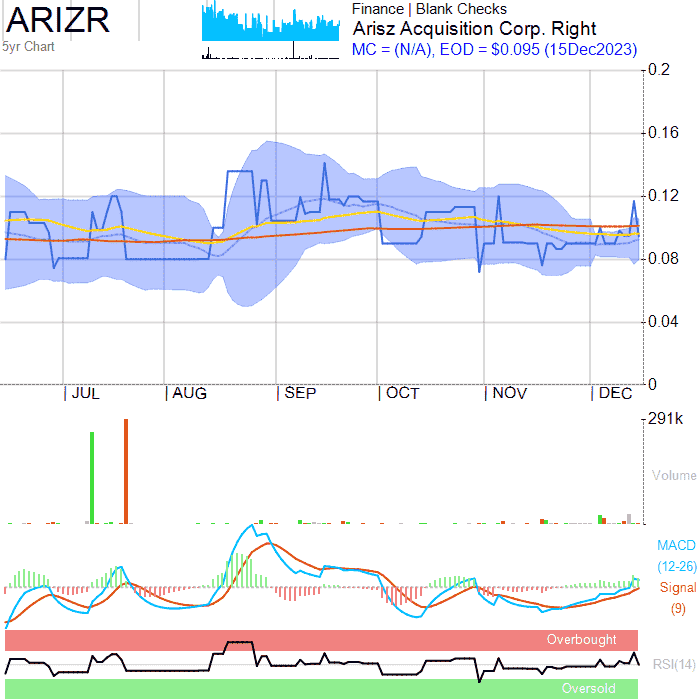 ARIZR
5yr Chart
Finance | Blank Checks
Arisz Acquisition Corp. Right
MC = (N/A), EOD = $0.095 (15Dec2023)
0.2
0.16
0.12
0.08
0.04
0
JUL AUG SEP OCT NOV DEC
291k
Volume
MACD
(12-26)
Signal
(9)
Overbought
RSI(14)
Oversold